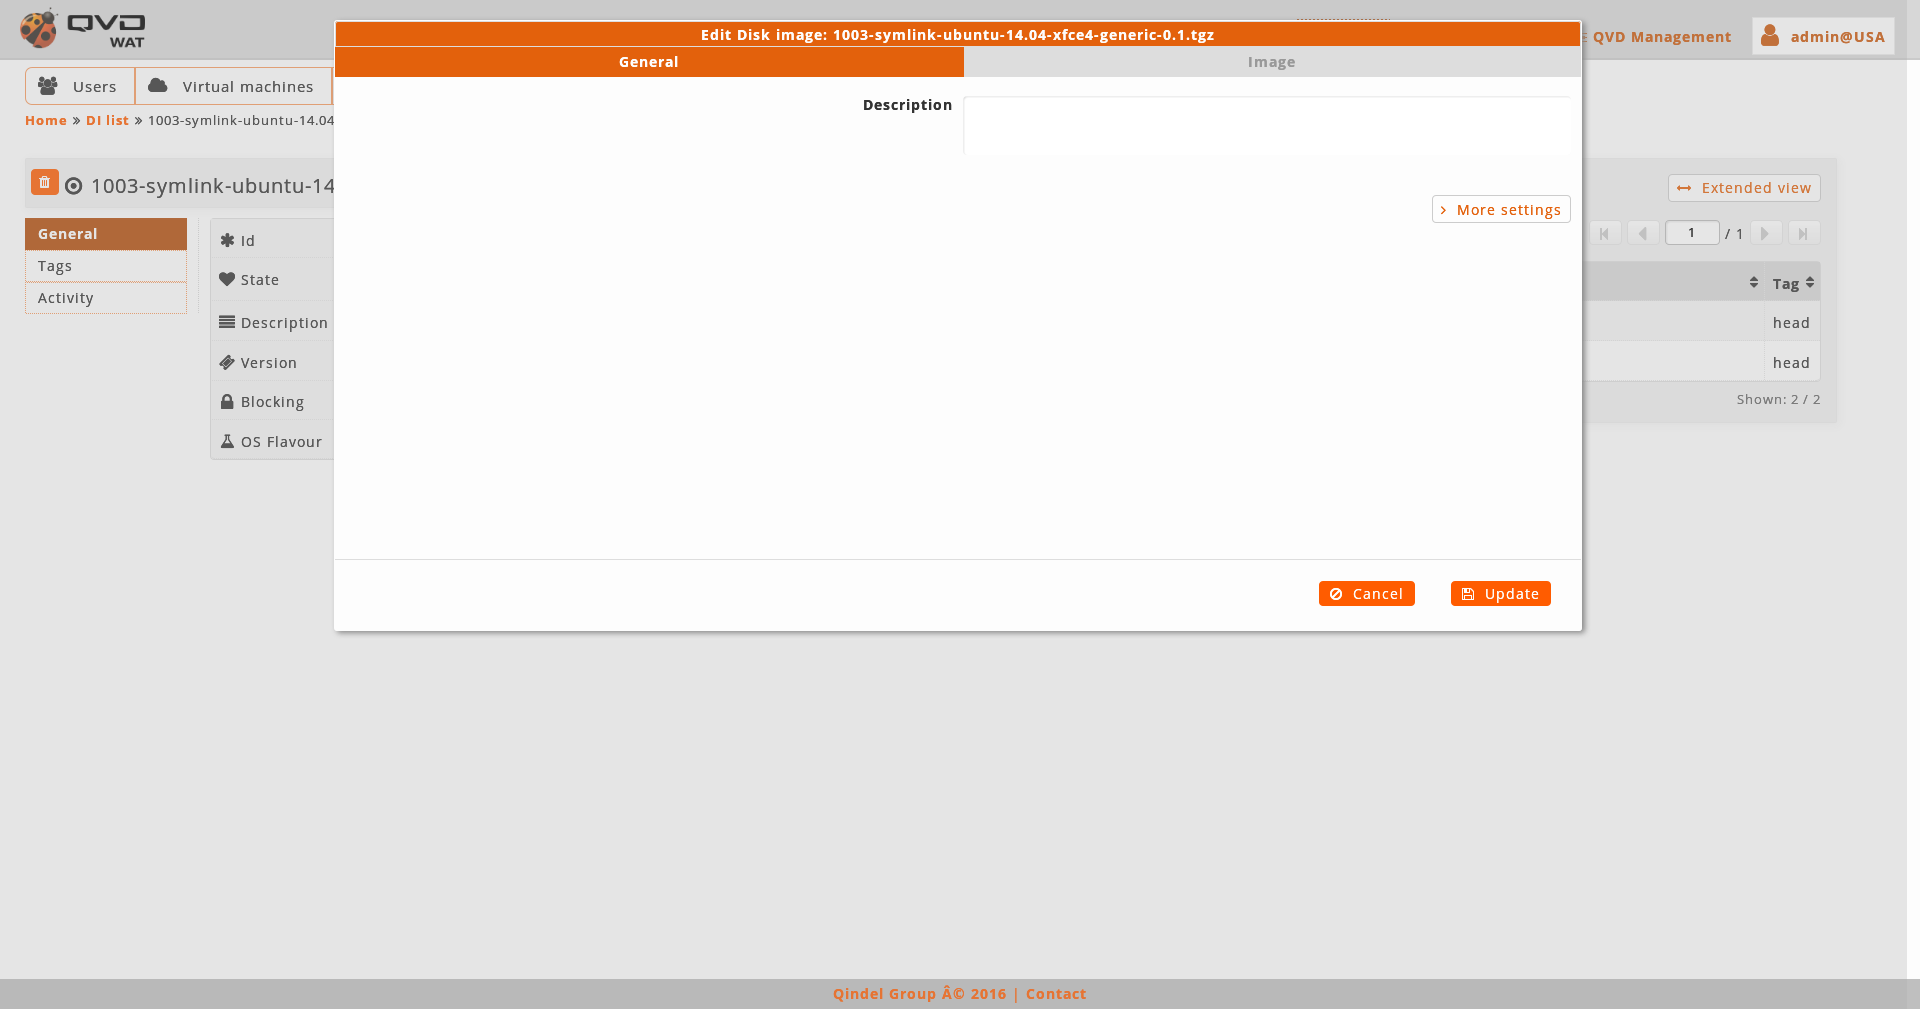 QVD
WAT
QVD Management
admin@USA
Users
Virtual machines
Home » DI list » 1003-symlink-ubuntu-14.04
Edit Disk image: 1003-symlink-ubuntu-14.04-xfce4-generic-0.1.tgz
General
Image
Description
More settings
Cancel
Update
1003-symlink-ubuntu-14
Extended view
General
Tags
Activity
Id
State
Description
Version
Blocking
OS Flavour
1 / 1
Tag
head
head
Shown: 2 / 2
Qindel Group Â© 2016 | Contact